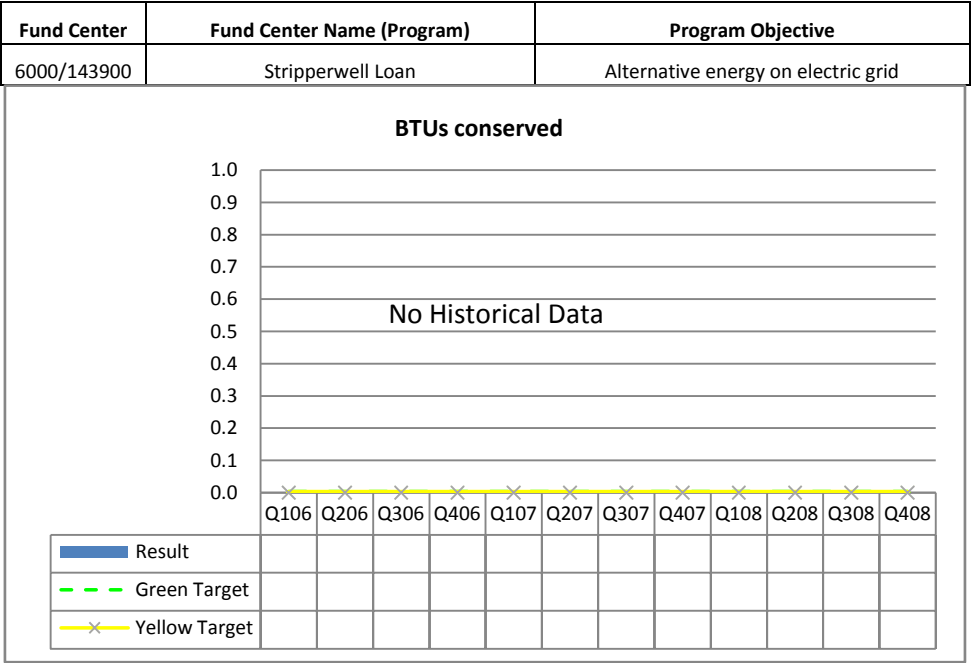 Fund Center Fund Center Name (Program) Program Objective
6000/143900 Stripperwell Loan Alternative energy on electric grid
BTUs conserved
1.0
0.9
0.8
0.7
0.6
No Historical Data
0.5
0.4
0.3
0.2
0.1
0.0
Q106 Q206 Q306 Q406 Q107 Q207 Q307 Q407 Q108 Q208 Q308 Q408
Result
Green Target
Yellow Target